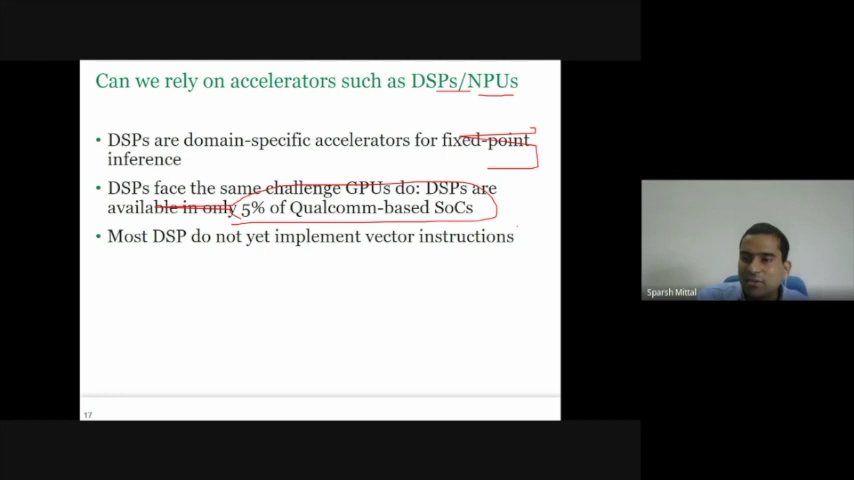 Can we rely on accelerators such as DSPs/NPUs
• DSPs are domain-specific accelerators for fixed-point
inference
• DSPs face the same challenge GPUs do: DSPs are
available in only 5% of Qualcomm-based SoCs
• Most DSP do not yet implement vector instructions
17
Sparsh Mittal